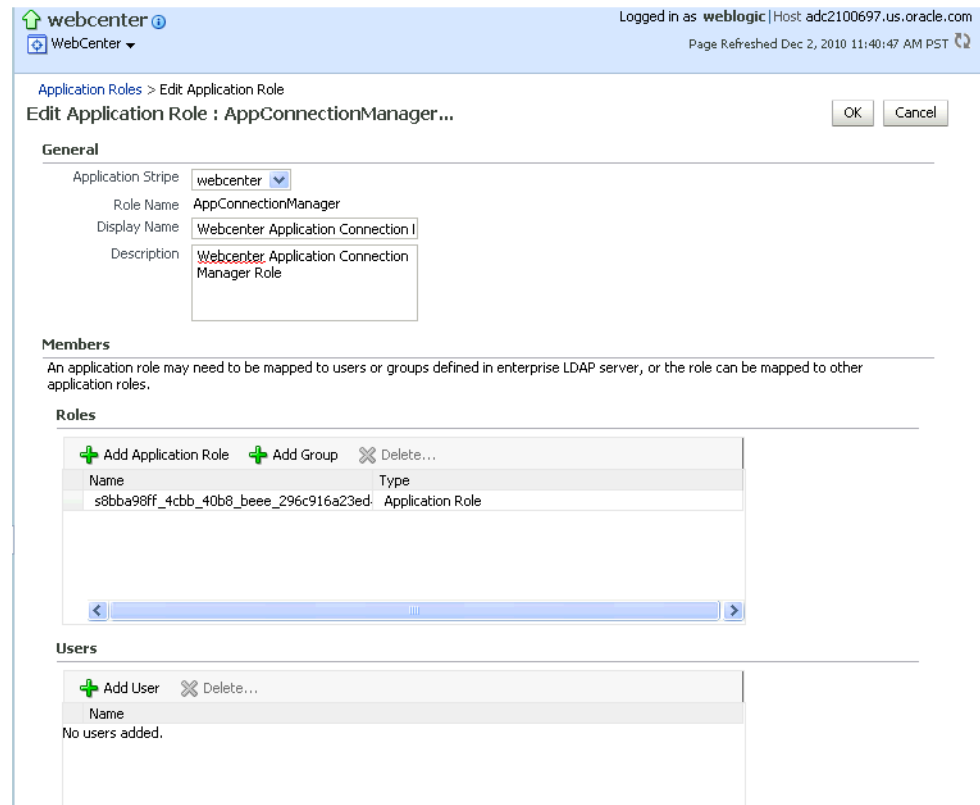 webcenter
Logged in as weblogic|Host adc2100697.us.oracle.com
WebCenter
Page Refreshed Dec 2, 2010 11:40:47 AM PST
Application Roles > Edit Application Role
Edit Application Role : AppConnectionManager...
OK Cancel
General
Application Stripe webcenter
Role Name AppConnectionManager
Display Name Webcenter Application Connection
Description Webcenter Application Connection
Manager Role
Members
An application role may need to be mapped to users or groups defined in enterprise LDAP server, or the role can be mapped to other
application roles.
Roles
Add Application Role Add Group Delete...
Name Type
s8bba98ff_4cbb_40b8_beee_296c916a23ed- Application Role
Users
Add User Delete...
Name
No users added.